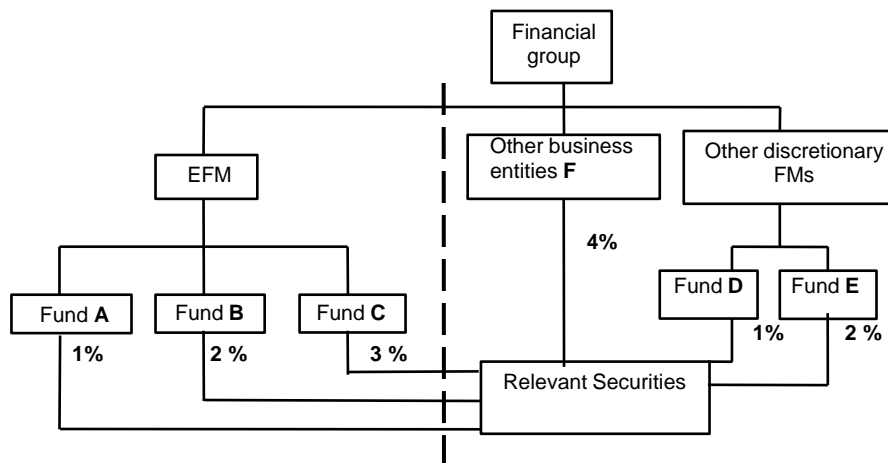 Financial
group
EFM
Other business
entities F
Other discretionary
FMs
4%
Fund A
Fund B
Fund C
Fund D
Fund E
1%
2 %
3 %
1%
2 %
Relevant Securities